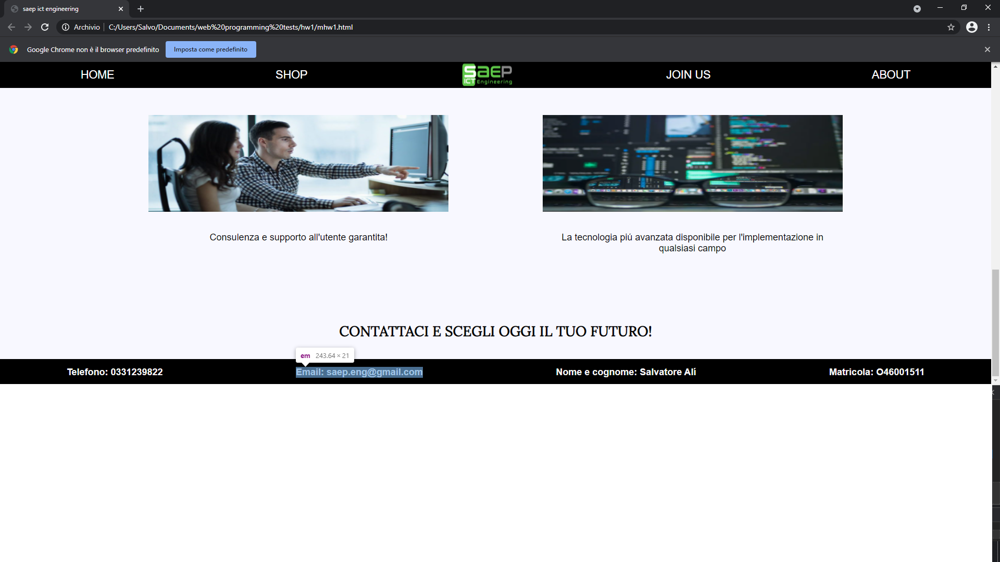 saep ict engineering
Archivio C:/Users/Salvo/Documents/web%20programming%20tests/hw1/mhw1.html
Google Chrome non è il browser predefinito Imposta come predefinito
HOME SHOP saep ICT Engineering JOIN US ABOUT
Consulenza e supporto all'utente garantita!
La tecnologia piú avanzata disponibile per l'implementazione in
qualsiasi campo
CONTATTACI E SCEGLI OGGI IL TUO FUTURO!
em 243.64 × 21
Telefono: 0331239822 Email: saep.eng@gmail.com Nome e cognome: Salvatore Alí Matricola: O46001511